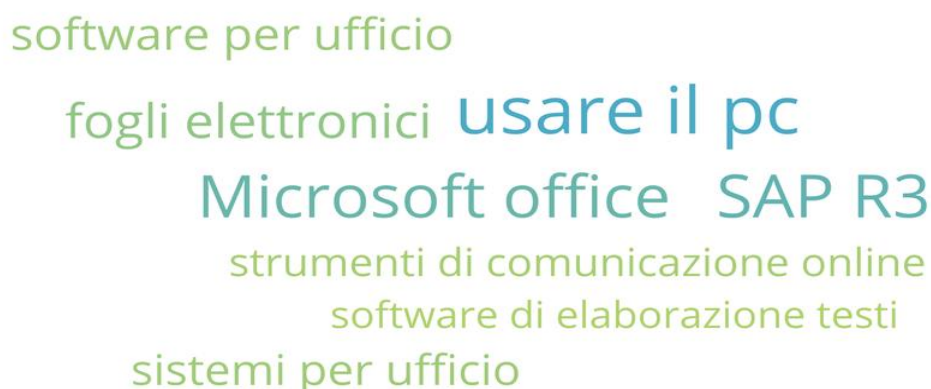 software per ufficio
fogli elettronici usare il pc
Microsoft office SAP R3
strumenti di comunicazione online
software di elaborazione testi
sistemi per ufficio